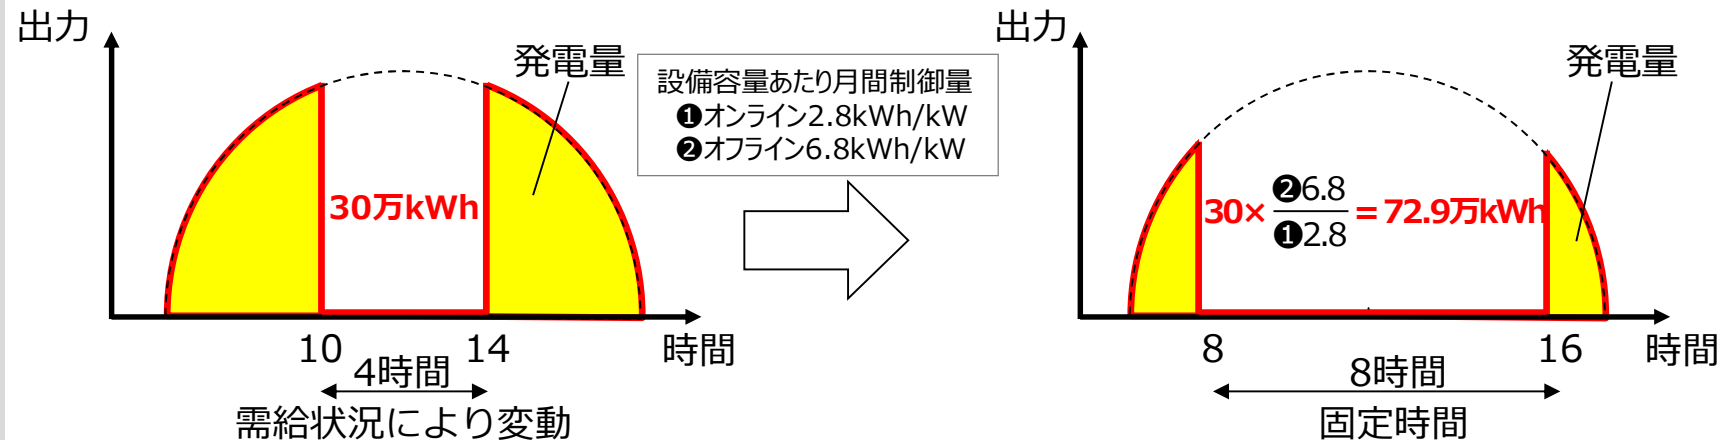 出力
発電量
30万kWh
10
14
時間
4時間
需給状況により変動
設備容量あたり月間制御量
❶オンライン2.8kWh/kW
❷オフライン6.8kWh/kW
出力
発電量
30× ❷6.8/❶2.8 = 72.9万kWh
8
16
時間
8時間
固定時間